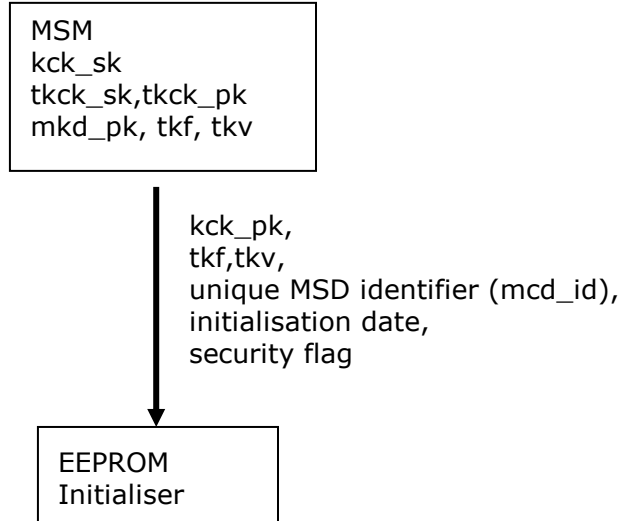 MSM
kck_sk
tkck_sk,tkck_pk
mkd_pk, tkf, tkv
kck_pk,
tkf,tkv,
unique MSD identifier (mcd_id),
initialisation date,
security flag
EEPROM
Initialiser